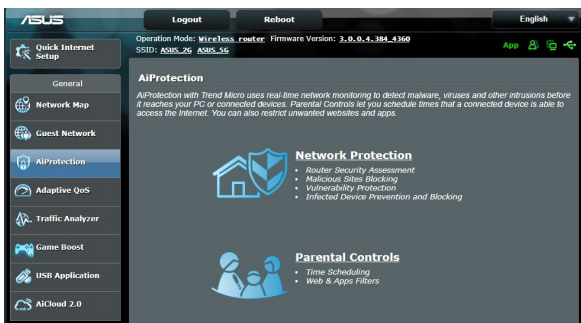 ASUS
Logout
Reboot
English
Operation Mode: Wireless router Firmware Version: 3.0.0.4.384_4360
SSID: ASUS_2G ASUS_5G
App
Quick Internet
Setup
General
Network Map
Guest Network
AiProtection
Adaptive QoS
Traffic Analyzer
Game Boost
USB Application
AiCloud 2.0
AiProtection
AiProtection with Trend Micro uses real-time network monitoring to detect malware, viruses and other intrusions before
it reaches your PC or connected devices. Parental Controls let you schedule times that a connected device is able to
access the Internet. You can also restrict unwanted websites and apps.
Network Protection
• Router Security Assessment
• Malicious Sites Blocking
• Vulnerability Protection
• Infected Device Prevention and Blocking
Parental Controls
• Time Scheduling
• Web & Apps Filters